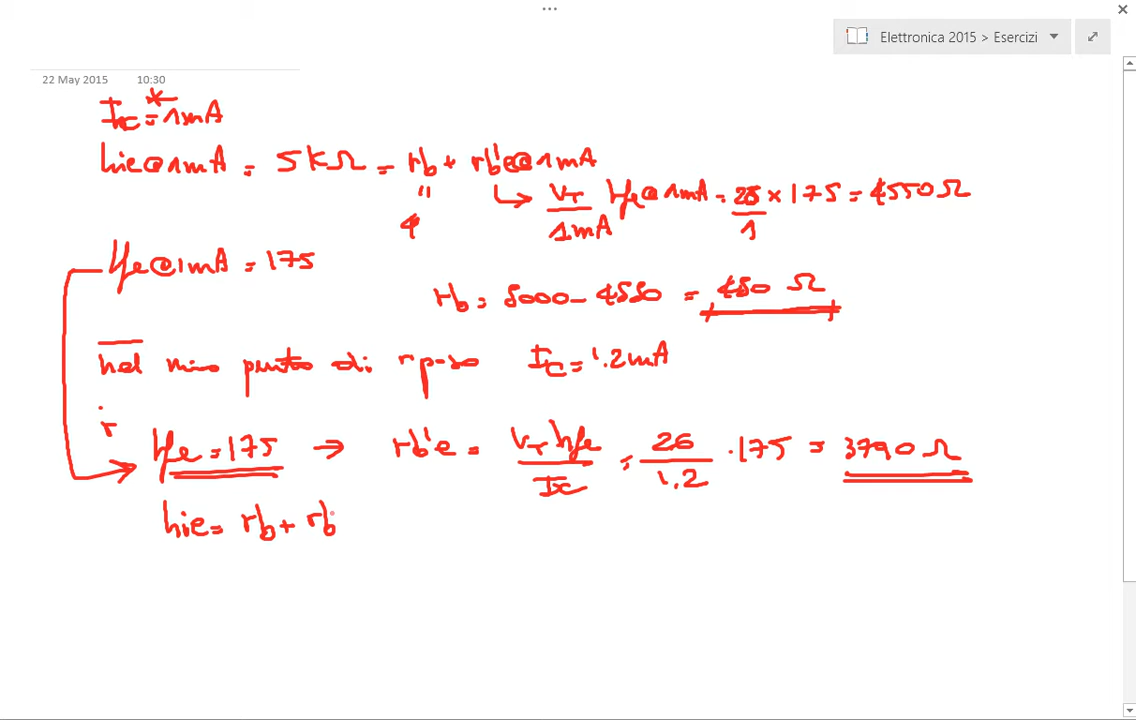 Elettronica 2015 > Esercizi
22 May 2015 10:30
Ic* = 1mA
hie@1mA = 5KΩ = rb + rb'e@1mA
" ↳ VT/1mA hfe@1mA = 26/1 × 175 = 4550Ω
hfe@1mA = 175
rb = 5000 - 4550 = 450 Ω
nel mio punto di riposo Ic = 1.2mA
hfe = 175 → rb'e = VT hfe/Ic = 26/1.2 · 175 = 3790 Ω
hie = rb + rb